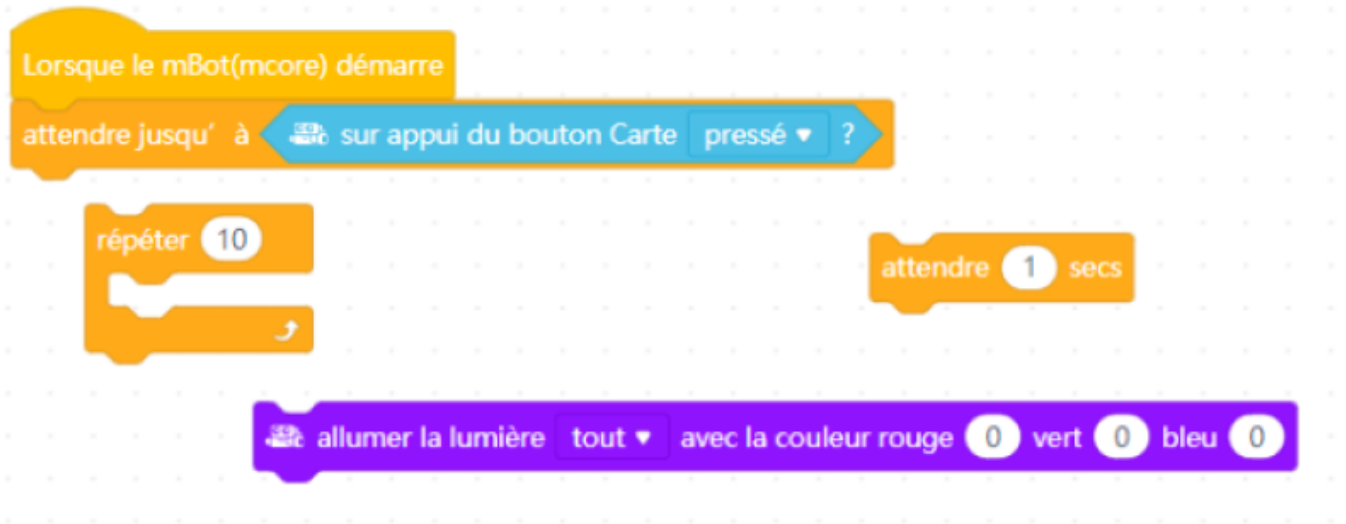 Lorsque le mBot(mcore) démarre
attendre jusqu' à sur appui du bouton Carte pressé ?
répéter 10
attendre 1 secs
allumer la lumière tout avec la couleur rouge 0 vert 0 bleu 0